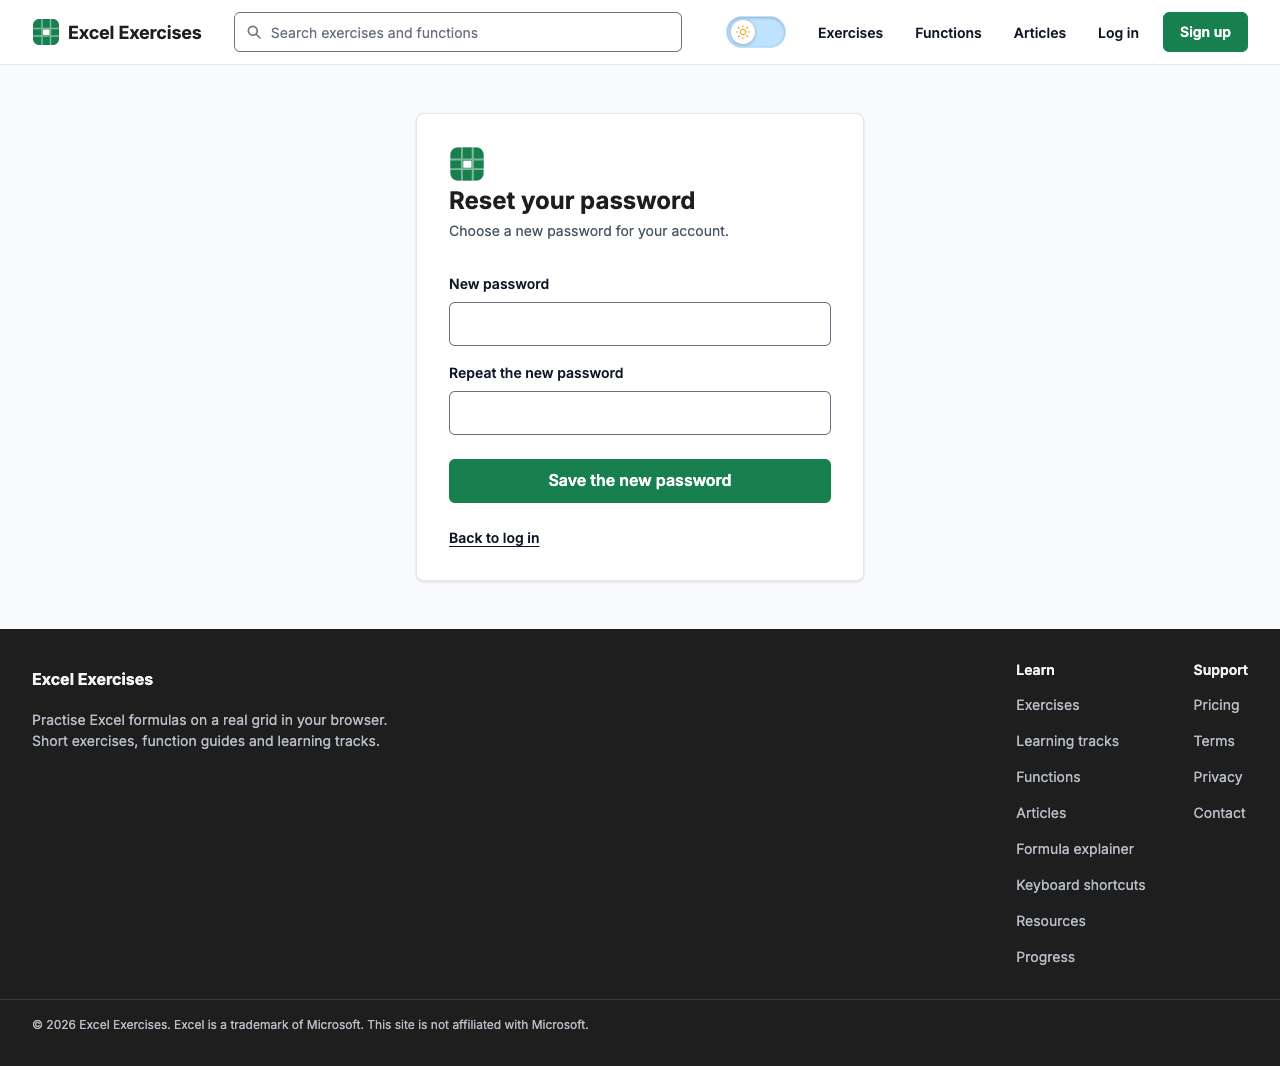 Excel Exercises
Search exercises and functions
Exercises
Functions
Articles
Log in
Sign up
Reset your password
Choose a new password for your account.
New password
Repeat the new password
Save the new password
Back to log in
Excel Exercises
Practise Excel formulas on a real grid in your browser.
Short exercises, function guides and learning tracks.
Learn
Exercises
Learning tracks
Functions
Articles
Formula explainer
Keyboard shortcuts
Resources
Progress
Support
Pricing
Terms
Privacy
Contact
© 2026 Excel Exercises. Excel is a trademark of Microsoft. This site is not affiliated with Microsoft.